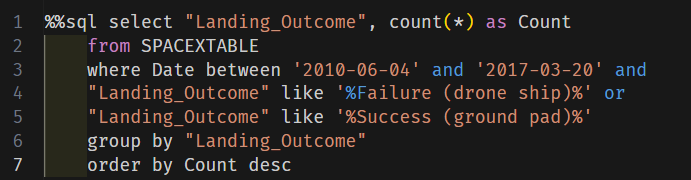 1 %%sql select "Landing_Outcome", count(*) as Count
2 from SPACEXTABLE
3 where Date between '2010-06-04' and '2017-03-20' and
4 "Landing_Outcome" like '%Failure (drone ship)%' or
5 "Landing_Outcome" like '%Success (ground pad)%'
6 group by "Landing_Outcome"
7 order by Count desc